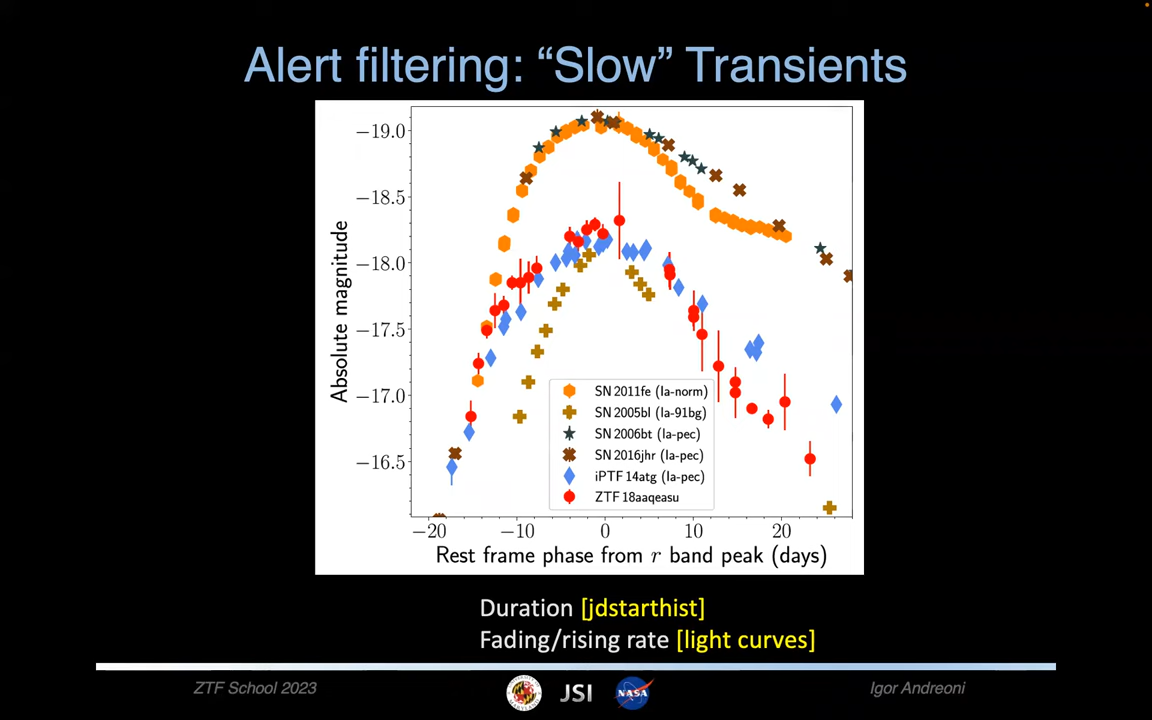 Alert filtering: “Slow” Transients
−19.0
−18.5
−18.0
−17.5
−17.0
−16.5
Absolute magnitude
SN 2011fe (Ia-norm)
SN 2005bl (Ia-91bg)
SN 2006bt (Ia-pec)
SN 2016jhr (Ia-pec)
iPTF 14atg (Ia-pec)
ZTF 18aaqeasu
−20 −10 0 10 20
Rest frame phase from r band peak (days)
Duration [jdstarthist]
Fading/rising rate [light curves]
ZTF School 2023
JSI
NASA
Igor Andreoni